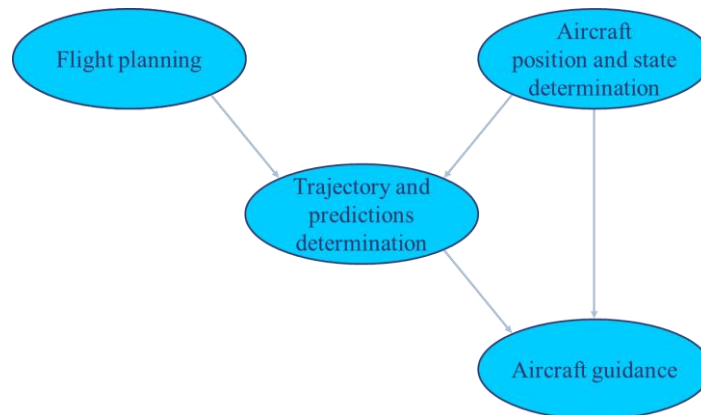 Flight planning
Aircraft
position and state
determination
Trajectory and
predictions
determination
Aircraft guidance